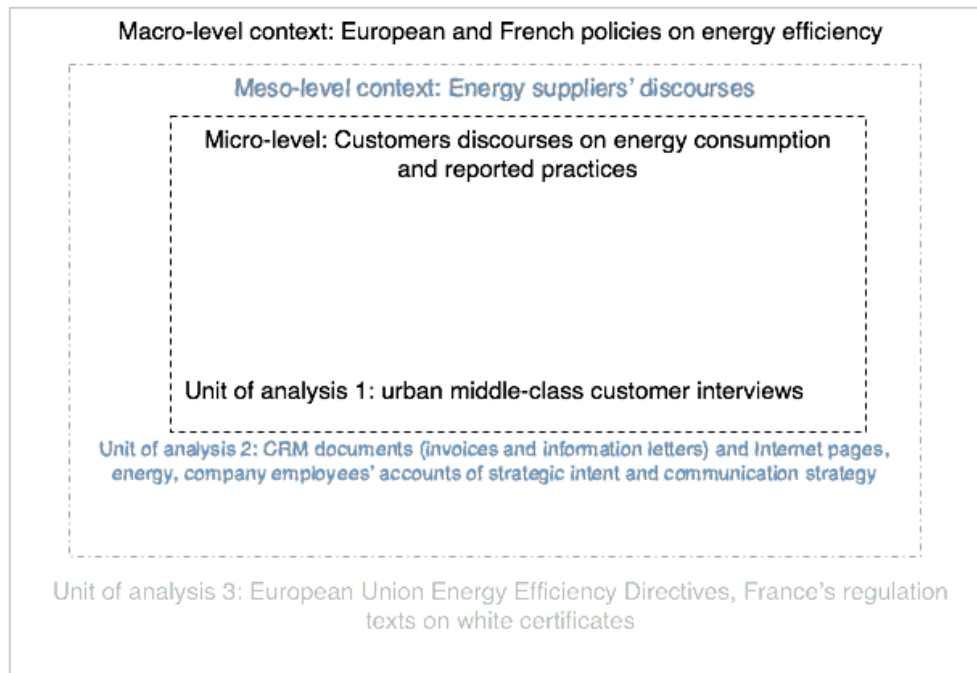 Macro-level context: European and French policies on energy efficiency
Meso-level context: Energy suppliers' discourses
Micro-level: Customers discourses on energy consumption
and reported practices
Unit of analysis 1: urban middle-class customer interviews
Unit of analysis 2: CRM documents (invoices and information letters) and Internet pages,
energy, company employees' accounts of strategic intent and communication strategy
Unit of analysis 3: European Union Energy Efficiency Directives, France's regulation
texts on white certificates